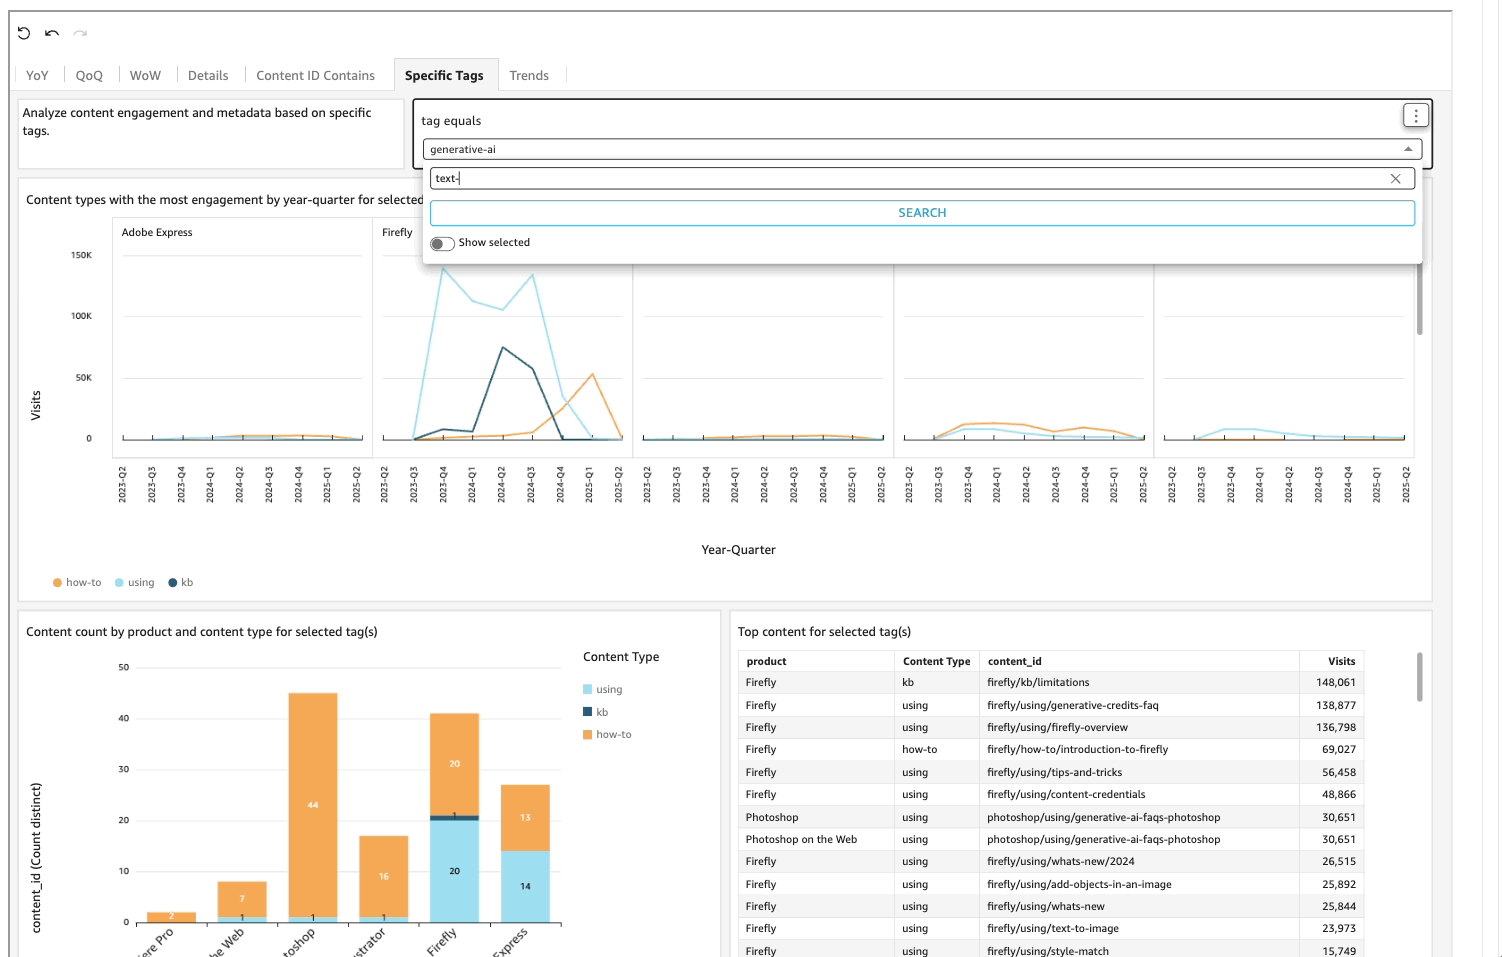 YoY
QoQ
WoW
Details
Content ID Contains
Specific Tags
Trends
Analyze content engagement and metadata based on specific
tags.
tag equals
generative-ai
text-
SEARCH
Show selected
Content types with the most engagement by year-quarter for selected
Adobe Express
Firefly
150K
100K
50K
0
Visits
2023-Q2 2023-Q3 2023-Q4 2024-Q1 2024-Q2 2024-Q3 2024-Q4 2025-Q1 2025-Q2
2023-Q2 2023-Q3 2023-Q4 2024-Q1 2024-Q2 2024-Q3 2024-Q4 2025-Q1 2025-Q2
2023-Q2 2023-Q3 2023-Q4 2024-Q1 2024-Q2 2024-Q3 2024-Q4 2025-Q1 2025-Q2
2023-Q2 2023-Q3 2023-Q4 2024-Q1 2024-Q2 2024-Q3 2024-Q4 2025-Q1 2025-Q2
2023-Q2 2023-Q3 2023-Q4 2024-Q1 2024-Q2 2024-Q3 2024-Q4 2025-Q1 2025-Q2
Year-Quarter
how-to using kb
Content count by product and content type for selected tag(s)
content_id (Count distinct)
50
40
30
20
10
0
2
7
1
44
1
16
1
20
1
20
13
14
ere Pro
he Web
toshop
strator
Firefly
Express
Content Type
using
kb
how-to
Top content for selected tag(s)
product Content Type content_id Visits
Firefly kb firefly/kb/limitations 148,061
Firefly using firefly/using/generative-credits-faq 138,877
Firefly using firefly/using/firefly-overview 136,798
Firefly how-to firefly/how-to/introduction-to-firefly 69,027
Firefly using firefly/using/tips-and-tricks 56,458
Firefly using firefly/using/content-credentials 48,866
Photoshop using photoshop/using/generative-ai-faqs-photoshop 30,651
Photoshop on the Web using photoshop/using/generative-ai-faqs-photoshop 30,651
Firefly using firefly/using/whats-new/2024 26,515
Firefly using firefly/using/add-objects-in-an-image 25,892
Firefly using firefly/using/whats-new 25,844
Firefly using firefly/using/text-to-image 23,973
Firefly using firefly/using/style-match 15,749